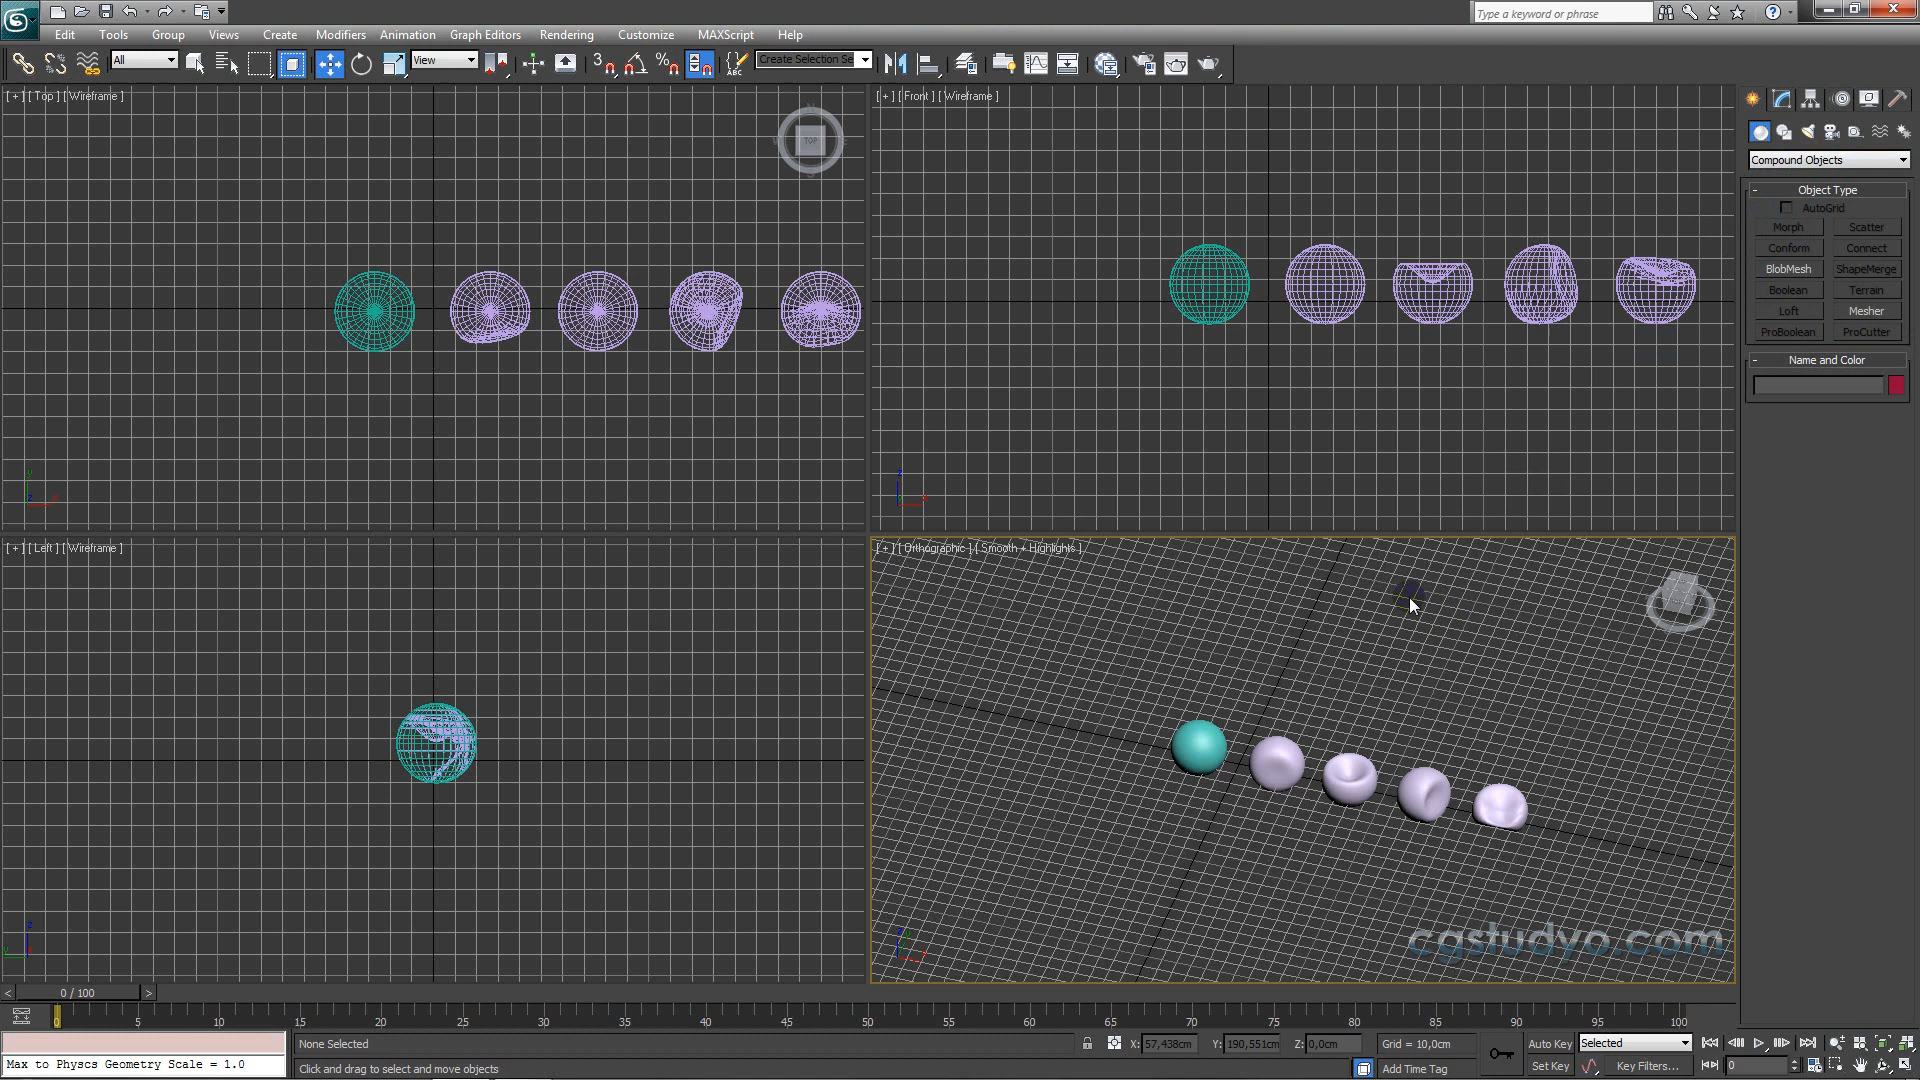 Type a keyword or phrase
Edit Tools Group Views Create Modifiers Animation Graph Editors Rendering Customize MAXScript Help
All
View
3
%
ABC
Create Selection Se
[ + ] [ Top ] [ Wireframe ]
TOP
[ + ] [ Front ] [ Wireframe ]
Compound Objects
- Object Type
AutoGrid
Morph Scatter
Conform Connect
BlobMesh ShapeMerge
Boolean Terrain
Loft Mesher
ProBoolean ProCutter
- Name and Color
[ + ] [ Left ] [ Wireframe ]
[ + ] [ Orthographic ] [ Smooth + Highlights ]
cgstudyo.com
< 0 / 100 >
0 5 10 15 20 25 30 35 40 45 50 55 60 65 70 75 80 85 90 95 100
None Selected
X: 57,438cm Y: 190,551cm Z: 0,0cm
Grid = 10,0cm
Auto Key
Selected
Max to Physcs Geometry Scale = 1.0
Click and drag to select and move objects
Add Time Tag
Set Key
Key Filters...
0